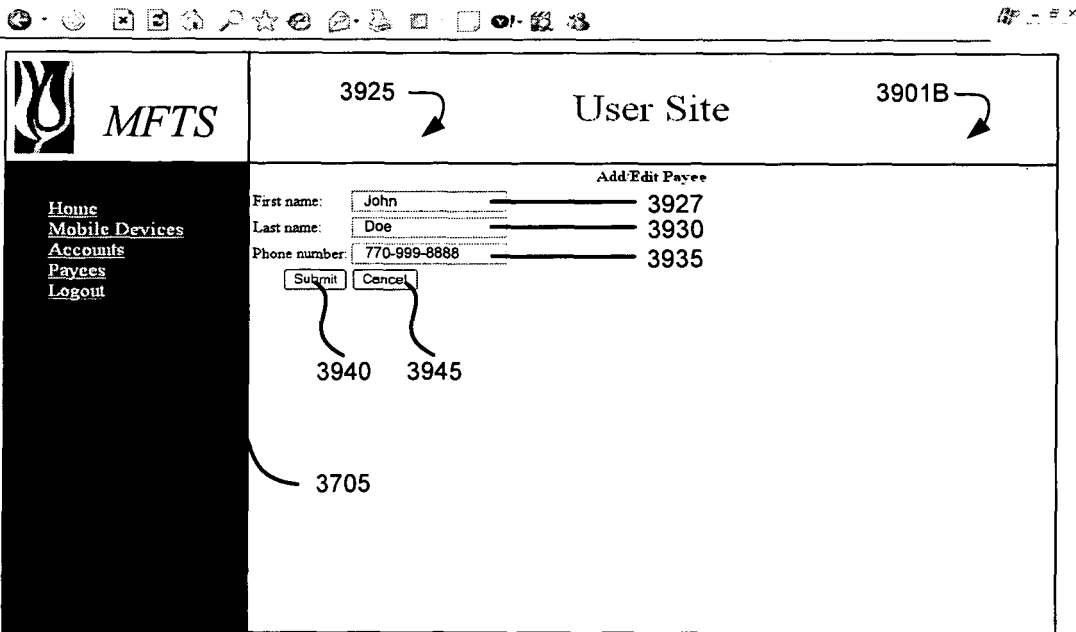 3925
3901B
MFTS
User Site
Add/Edit Payee
Home
Mobile Devices
Accounts
Payees
Logout
First name: John 3927
Last name: Doe 3930
Phone number: 770-999-8888 3935
Submit Cancel
3940 3945
3705